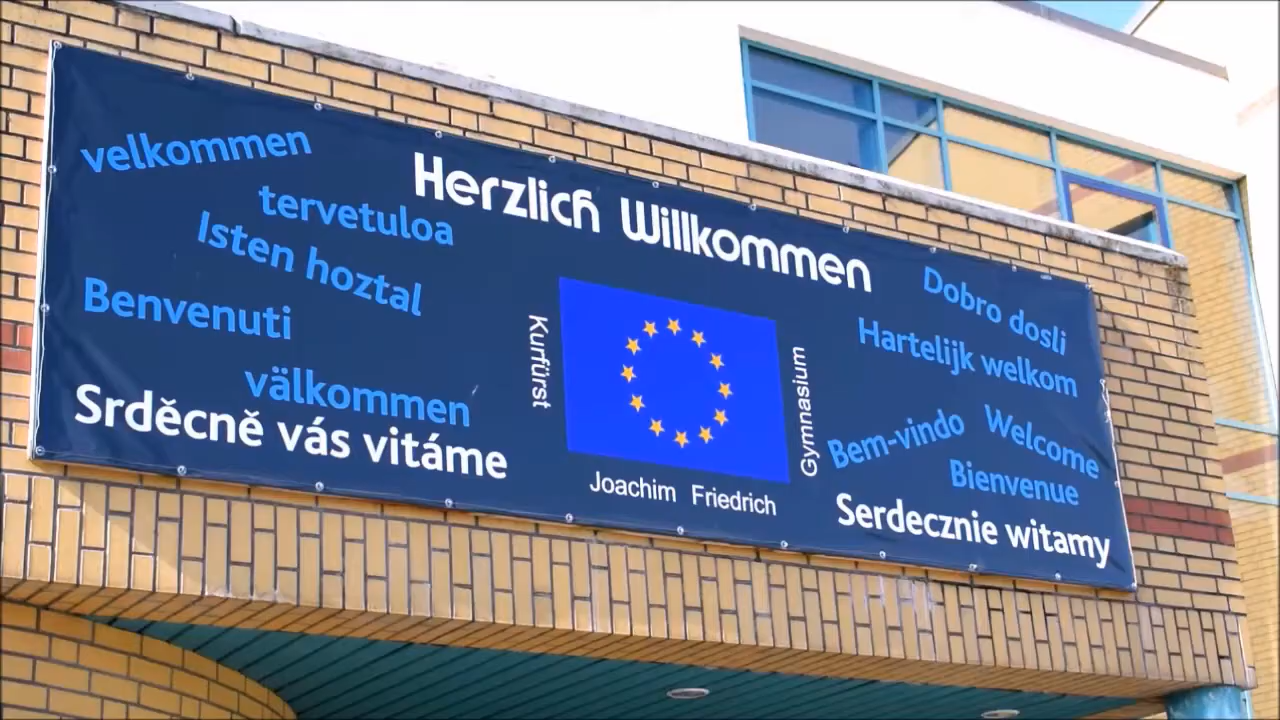 Herzlich Willkommen
velkommen
tervetuloa
Isten hoztal
Benvenuti
välkommen
Srděcně vás vitáme
Kurfürst
Joachim Friedrich
Gymnasium
Dobro dosli
Hartelijk welkom
Bem-vindo
Welcome
Bienvenue
Serdecznie witamy